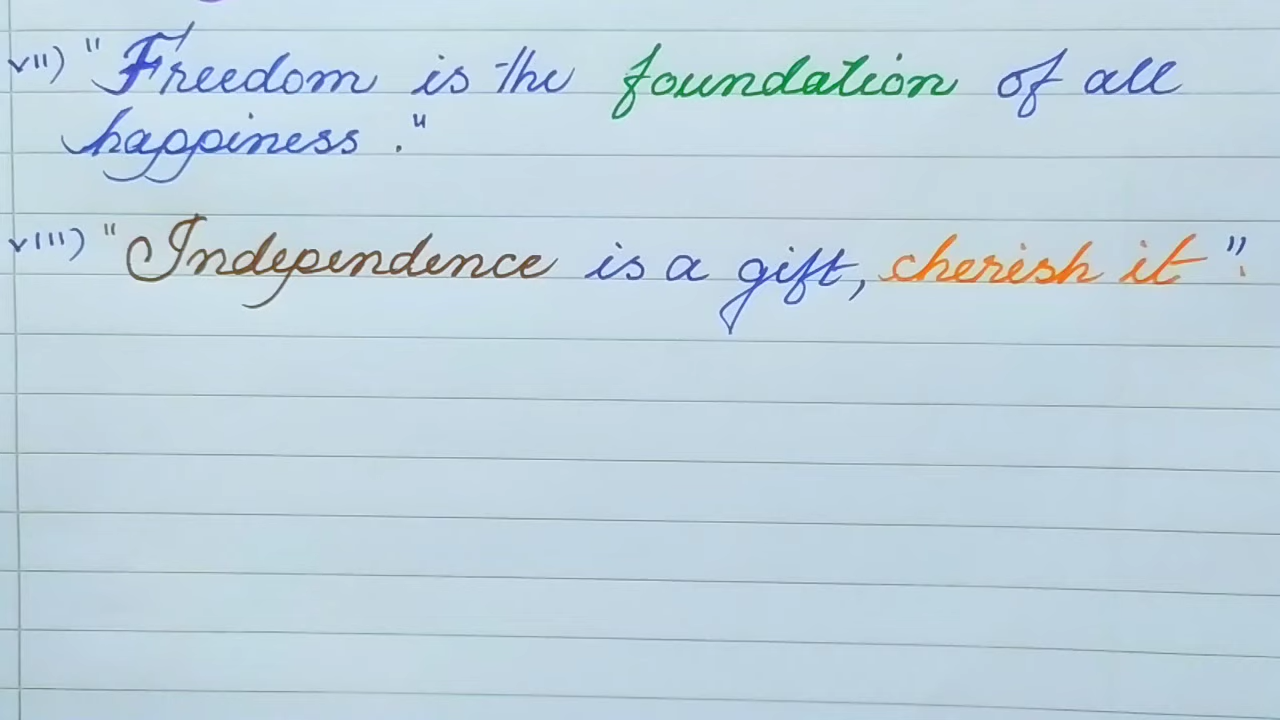 vii) "Freedom is the foundation of all
happiness."
viii) "Independence is a gift, cherish it".